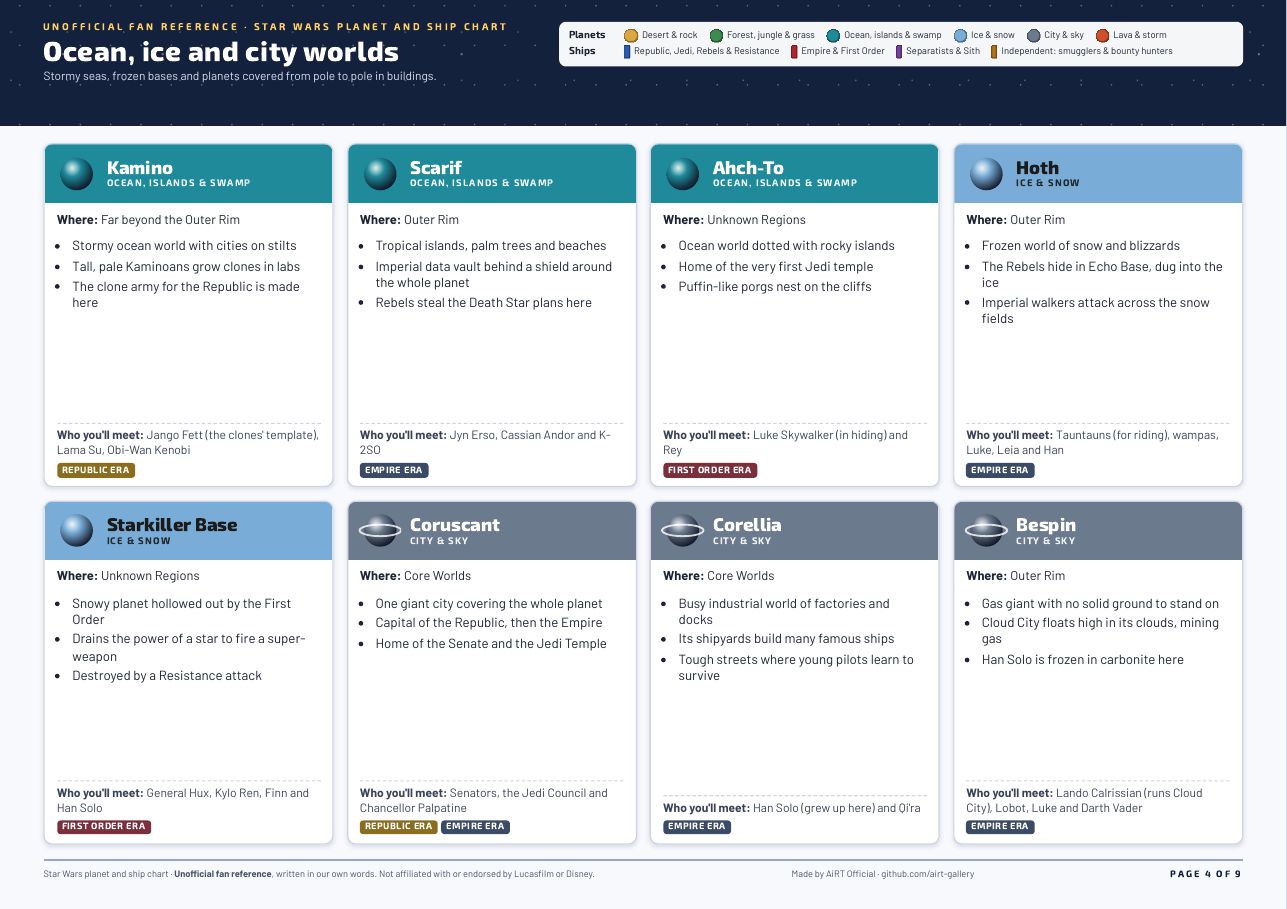 UNOFFICIAL FAN REFERENCE · STAR WARS PLANET AND SHIP CHART
Ocean, ice and city worlds
Stormy seas, frozen bases and planets covered from pole to pole in buildings.
Planets Desert & rock Forest, jungle & grass Ocean, islands & swamp Ice & snow City & sky Lava & storm
Ships Republic, Jedi, Rebels & Resistance Empire & First Order Separatists & Sith Independent: smugglers & bounty hunters
Kamino
OCEAN, ISLANDS & SWAMP
Where: Far beyond the Outer Rim
• Stormy ocean world with cities on stilts
• Tall, pale Kaminoans grow clones in labs
• The clone army for the Republic is made
here
Who you'll meet: Jango Fett (the clones' template),
Lama Su, Obi-Wan Kenobi
REPUBLIC ERA
Scarif
OCEAN, ISLANDS & SWAMP
Where: Outer Rim
• Tropical islands, palm trees and beaches
• Imperial data vault behind a shield around
the whole planet
• Rebels steal the Death Star plans here
Who you'll meet: Jyn Erso, Cassian Andor and K-
2SO
EMPIRE ERA
Ahch-To
OCEAN, ISLANDS & SWAMP
Where: Unknown Regions
• Ocean world dotted with rocky islands
• Home of the very first Jedi temple
• Puffin-like porgs nest on the cliffs
Who you'll meet: Luke Skywalker (in hiding) and
Rey
FIRST ORDER ERA
Hoth
ICE & SNOW
Where: Outer Rim
• Frozen world of snow and blizzards
• The Rebels hide in Echo Base, dug into the
ice
• Imperial walkers attack across the snow
fields
Who you'll meet: Tauntauns (for riding), wampas,
Luke, Leia and Han
EMPIRE ERA
Starkiller Base
ICE & SNOW
Where: Unknown Regions
• Snowy planet hollowed out by the First
Order
• Drains the power of a star to fire a super-
weapon
• Destroyed by a Resistance attack
Who you'll meet: General Hux, Kylo Ren, Finn and
Han Solo
FIRST ORDER ERA
Coruscant
CITY & SKY
Where: Core Worlds
• One giant city covering the whole planet
• Capital of the Republic, then the Empire
• Home of the Senate and the Jedi Temple
Who you'll meet: Senators, the Jedi Council and
Chancellor Palpatine
REPUBLIC ERA EMPIRE ERA
Corellia
CITY & SKY
Where: Core Worlds
• Busy industrial world of factories and
docks
• Its shipyards build many famous ships
• Tough streets where young pilots learn to
survive
Who you'll meet: Han Solo (grew up here) and Qi'ra
EMPIRE ERA
Bespin
CITY & SKY
Where: Outer Rim
• Gas giant with no solid ground to stand on
• Cloud City floats high in its clouds, mining
gas
• Han Solo is frozen in carbonite here
Who you'll meet: Lando Calrissian (runs Cloud
City), Lobot, Luke and Darth Vader
EMPIRE ERA
Star Wars planet and ship chart · Unofficial fan reference, written in our own words. Not affiliated with or endorsed by Lucasfilm or Disney.
Made by AiRT Official · github.com/airt-gallery
PAGE 4 OF 9